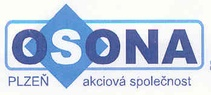 OSONA
PLZEŇ akciová společnost